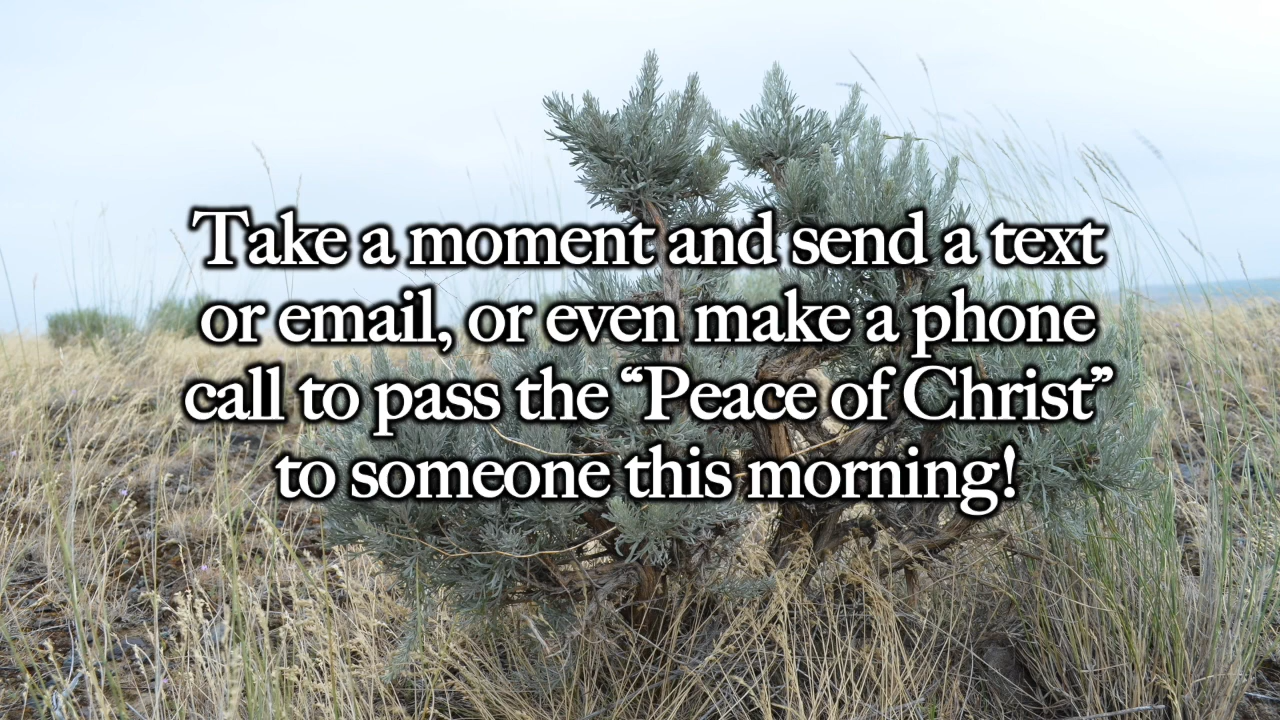 Take a moment and send a text
or email, or even make a phone
call to pass the “Peace of Christ”
to someone this morning!